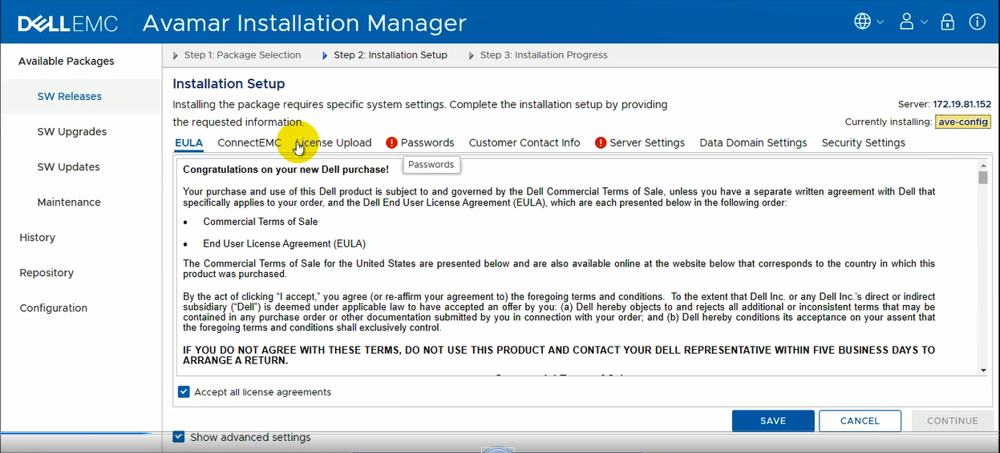 DELLEMC Avamar Installation Manager
Available Packages
SW Releases
SW Upgrades
SW Updates
Maintenance
History
Repository
Configuration
Step 1: Package Selection Step 2: Installation Setup Step 3: Installation Progress
Installation Setup
Installing the package requires specific system settings. Complete the installation setup by providing
the requested information.
Server: 172.19.81.152
Currently installing: ave-config
EULA ConnectEMC License Upload Passwords Customer Contact Info Server Settings Data Domain Settings Security Settings
Passwords
Congratulations on your new Dell purchase!
Your purchase and use of this Dell product is subject to and governed by the Dell Commercial Terms of Sale, unless you have a separate written agreement with Dell that
specifically applies to your order, and the Dell End User License Agreement (EULA), which are each presented below in the following order:
• Commercial Terms of Sale
• End User License Agreement (EULA)
The Commercial Terms of Sale for the United States are presented below and are also available online at the website below that corresponds to the country in which this
product was purchased.
By the act of clicking “I accept,” you agree (or re-affirm your agreement to) the foregoing terms and conditions. To the extent that Dell Inc. or any Dell Inc.'s direct or indirect
subsidiary (“Dell”) is deemed under applicable law to have accepted an offer by you: (a) Dell hereby objects to and rejects all additional or inconsistent terms that may be
contained in any purchase order or other documentation submitted by you in connection with your order; and (b) Dell hereby conditions its acceptance on your assent that
the foregoing terms and conditions shall exclusively control.
IF YOU DO NOT AGREE WITH THESE TERMS, DO NOT USE THIS PRODUCT AND CONTACT YOUR DELL REPRESENTATIVE WITHIN FIVE BUSINESS DAYS TO
ARRANGE A RETURN.
Accept all license agreements
SAVE CANCEL CONTINUE
Show advanced settings